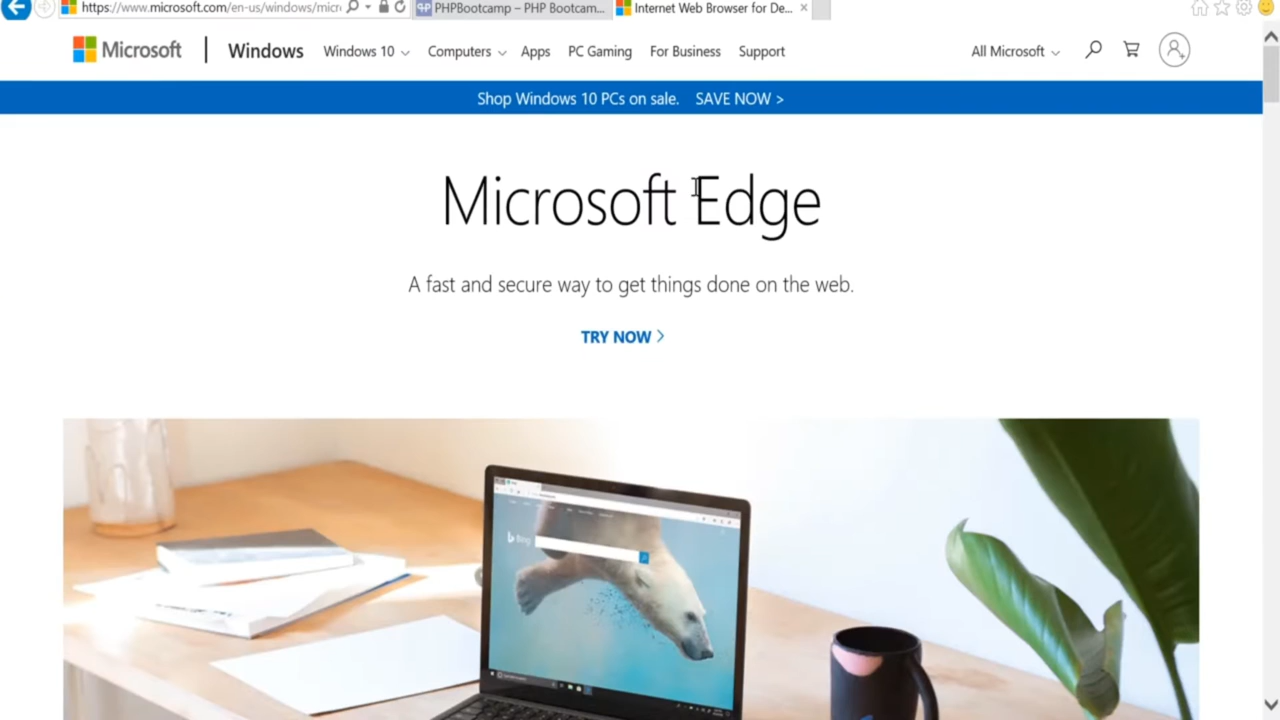 https://www.microsoft.com/en-us/windows/micr
PHPBootcamp – PHP Bootcam...
Internet Web Browser for De...
Microsoft
Windows
Windows 10
Computers
Apps
PC Gaming
For Business
Support
All Microsoft
Shop Windows 10 PCs on sale. SAVE NOW >
Microsoft Edge
A fast and secure way to get things done on the web.
TRY NOW >
Bing